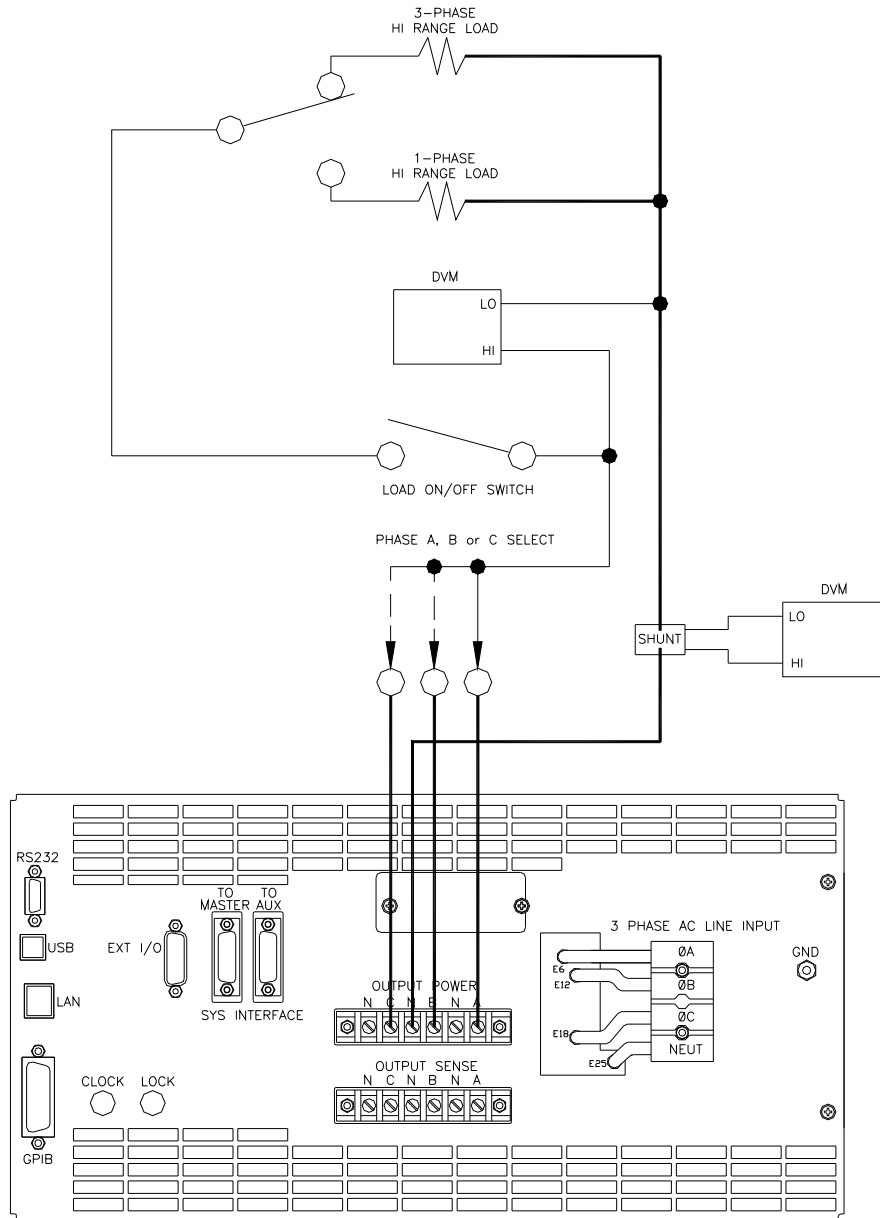 3-PHASE
HI RANGE LOAD
1-PHASE
HI RANGE LOAD
DVM
LO
HI
LOAD ON/OFF SWITCH
PHASE A, B or C SELECT
DVM
LO
SHUNT
HI
RS232
TO TO
MASTER AUX
3 PHASE AC LINE INPUT
USB
EXT I/O
ØA
GND
E6
E12
ØB
LAN
OUTPUT POWER
N C N B N A
SYS INTERFACE
ØC
E18
NEUT
E25
OUTPUT SENSE
N C N B N A
CLOCK LOCK
GPIB